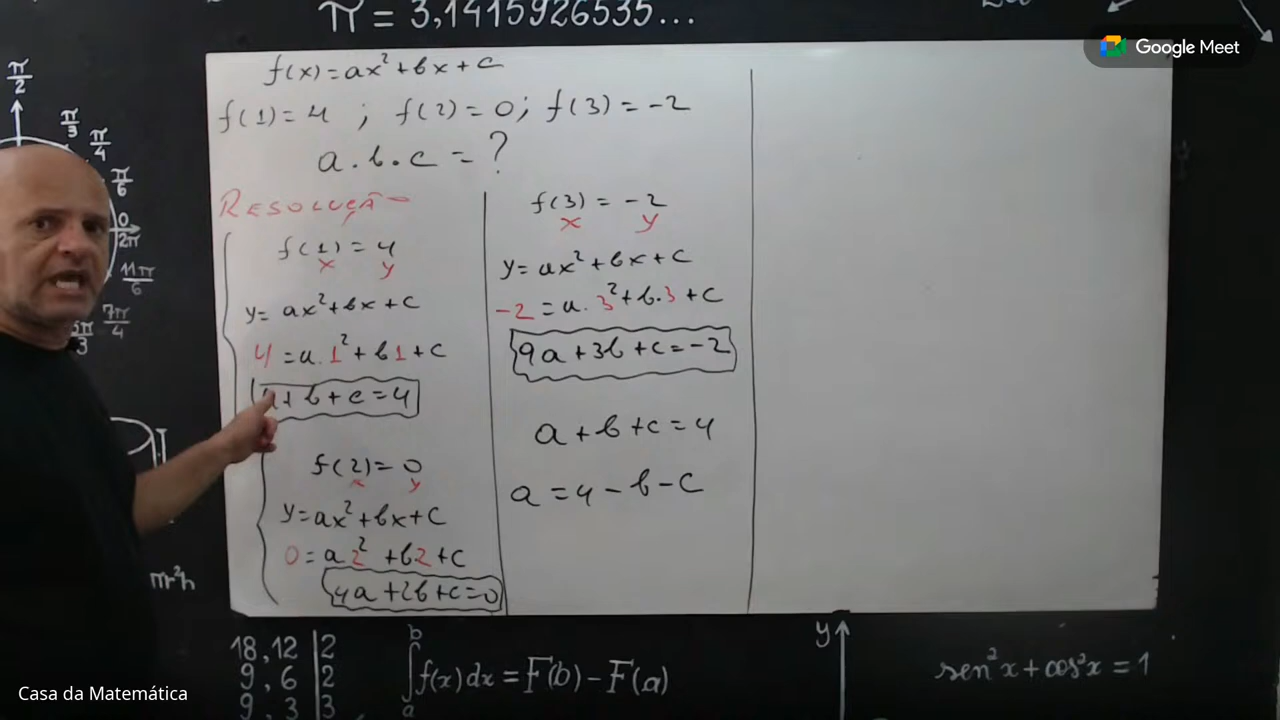 π = 3,1415926535...
Google Meet
f(x)=ax²+bx+c
f(1)=4 ; f(2)=0; f(3)=-2
a.b.c=?
RESOLUÇÃO
f(1)=4
x y
y=ax²+bx+c
4=a.1²+b1+c
a+b+c=4
f(2)=0
x y
y=ax²+bx+c
0=a2²+b2+c
4a+2b+c=0
f(3)=-2
x y
y=ax²+bx+c
-2=a.3²+b.3+c
9a+3b+c=-2
a+b+c=4
a=4-b-c
π/2
π/3
π/4
π/6
0
2π
11π/6
7π/4
πr²h
18,12|2
9,6|2
9,3|3
∫ₐᵇ f(x)dx=F(b)-F(a)
y
sen²x+cos²x=1
Casa da Matemática